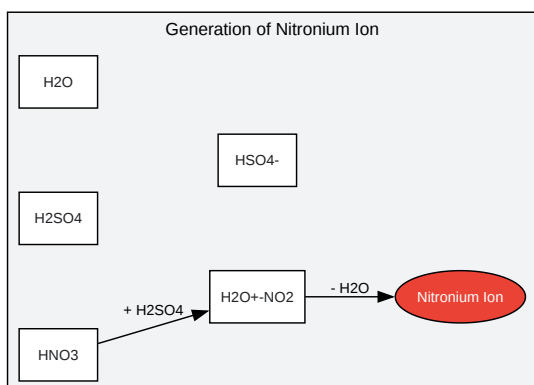 Generation of Nitronium Ion
H2O
HSO4-
H2SO4
+ H2SO4
H2O+-NO2
- H2O
Nitronium Ion
HNO3